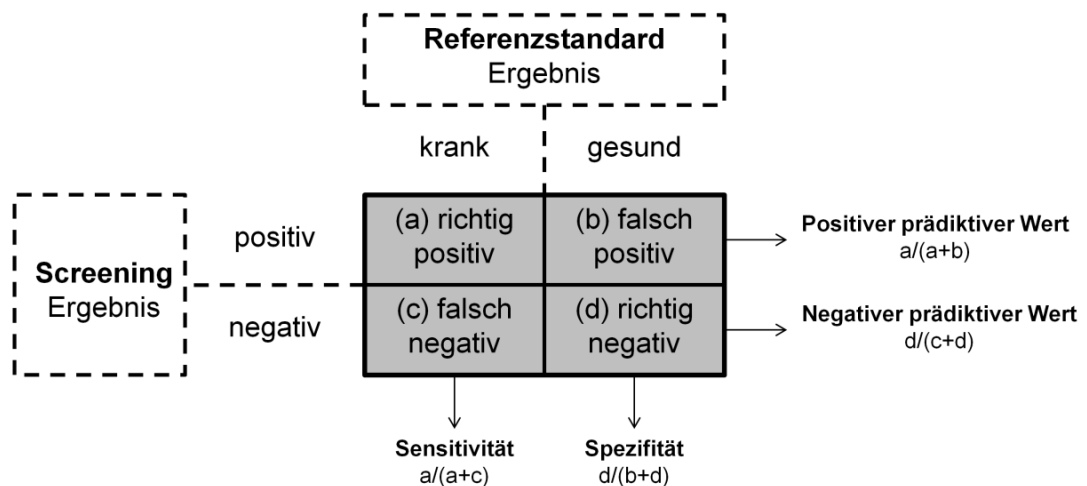 Referenzstandard
Ergebnis
krank
gesund
Screening
Ergebnis
positiv
negativ
(a) richtig
positiv
(b) falsch
positiv
(c) falsch
negativ
(d) richtig
negativ
Positiver prädiktiver Wert
a/(a+b)
Negativer prädiktiver Wert
d/(c+d)
Sensitivität
a/(a+c)
Spezifität
d/(b+d)